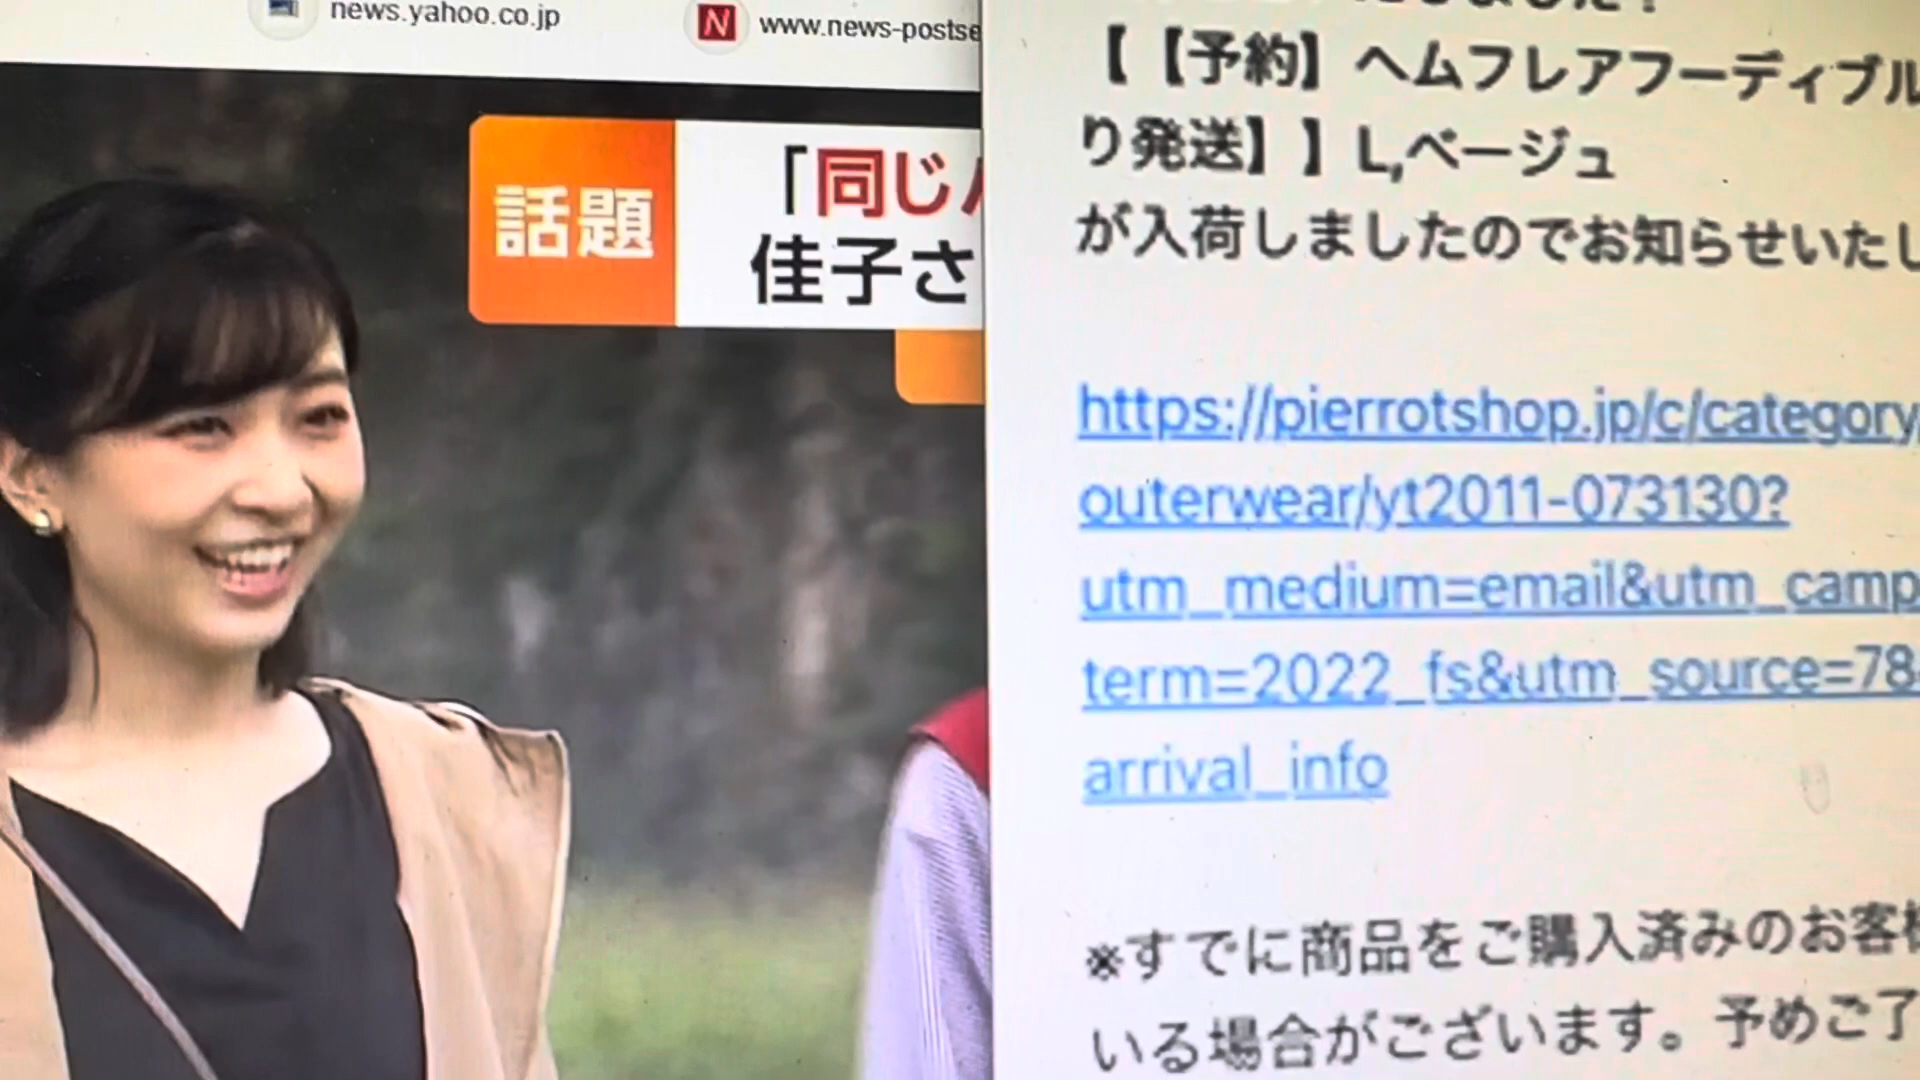 news.yahoo.co.jp
www.news-postse
話題
「同じ
佳子さ
【【予約】ヘムフレアフーディブル
り発送】】L,ベージュ
が入荷しましたのでお知らせいたし
https://pierrotshop.jp/c/category/
outerwear/yt2011-073130?
utm_medium=email&utm_camp
term=2022_fs&utm_source=78
arrival_info
※すでに商品をご購入済みのお客様
いる場合がございます。予めご了